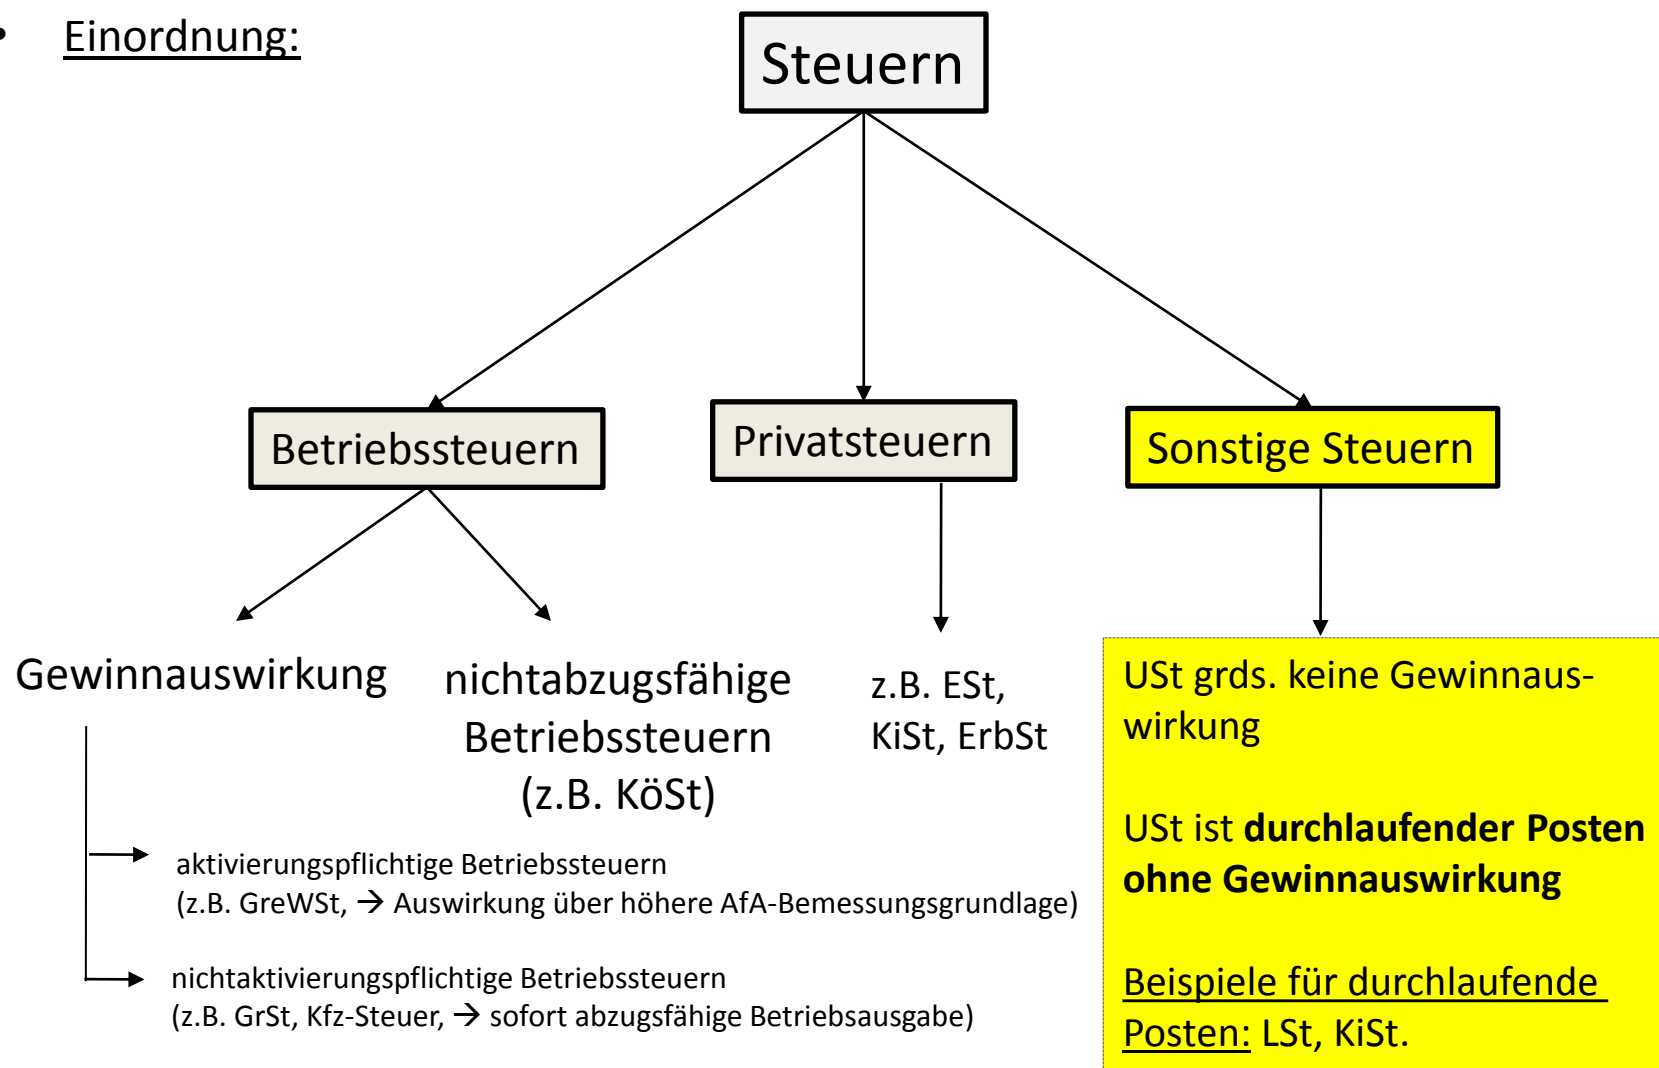 • Einordnung:
Steuern
Betriebssteuern
Privatsteuern
Sonstige Steuern
Gewinnauswirkung
nichtabzugsfähige
Betriebssteuern
(z.B. KöSt)
z.B. ESt,
KiSt, ErbSt
aktivierungspflichtige Betriebssteuern
(z.B. GreWSt, → Auswirkung über höhere AfA-Bemessungsgrundlage)
nichtaktivierungspflichtige Betriebssteuern
(z.B. GrSt, Kfz-Steuer, → sofort abzugsfähige Betriebsausgabe)
USt grds. keine Gewinnaus-
wirkung
USt ist durchlaufender Posten
ohne Gewinnauswirkung
Beispiele für durchlaufende
Posten: LSt, KiSt.